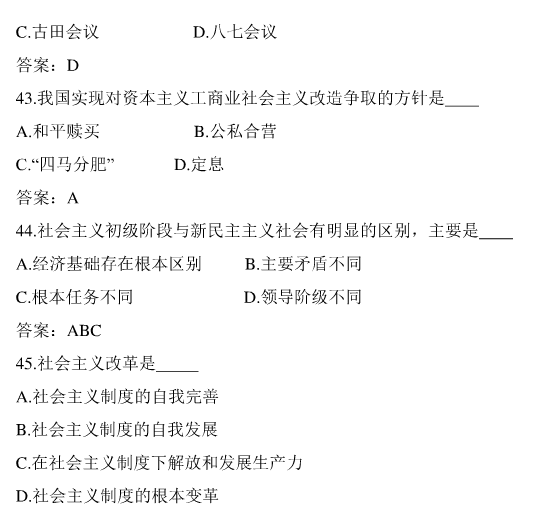 C.古田会议 D.八七会议
答案：D
43.我国实现对资本主义工商业社会主义改造争取的方针是____
A.和平赎买 B.公私合营
C.“四马分肥” D.定息
答案：A
44.社会主义初级阶段与新民主主义社会有明显的区别，主要是____
A.经济基础存在根本区别 B.主要矛盾不同
C.根本任务不同 D.领导阶级不同
答案：ABC
45.社会主义改革是_____
A.社会主义制度的自我完善
B.社会主义制度的自我发展
C.在社会主义制度下解放和发展生产力
D.社会主义制度的根本变革